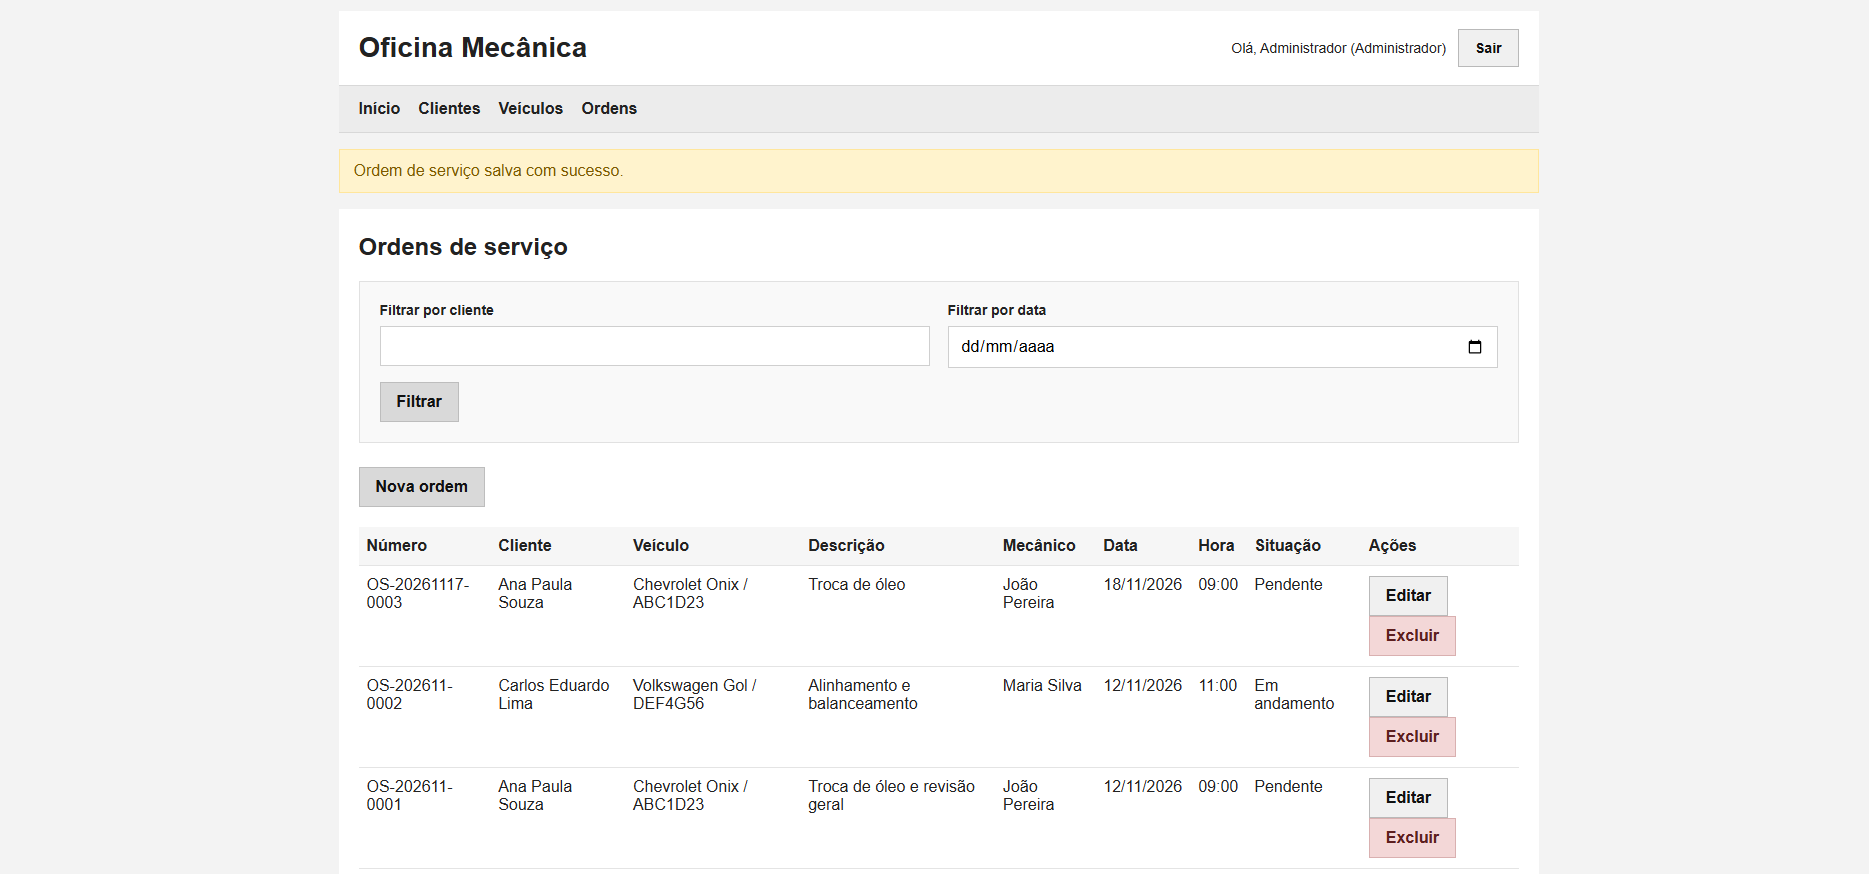 Oficina Mecânica
Olá, Administrador (Administrador)
Sair
Início Clientes Veículos Ordens
Ordem de serviço salva com sucesso.
Ordens de serviço
Filtrar por cliente
Filtrar por data
dd/mm/aaaa
Filtrar
Nova ordem
Número Cliente Veículo Descrição Mecânico Data Hora Situação Ações
OS-20261117-0003 Ana Paula Souza Chevrolet Onix / ABC1D23 Troca de óleo João Pereira 18/11/2026 09:00 Pendente Editar
Excluir
OS-202611-0002 Carlos Eduardo Lima Volkswagen Gol / DEF4G56 Alinhamento e balanceamento Maria Silva 12/11/2026 11:00 Em andamento Editar
Excluir
OS-202611-0001 Ana Paula Souza Chevrolet Onix / ABC1D23 Troca de óleo e revisão geral João Pereira 12/11/2026 09:00 Pendente Editar
Excluir